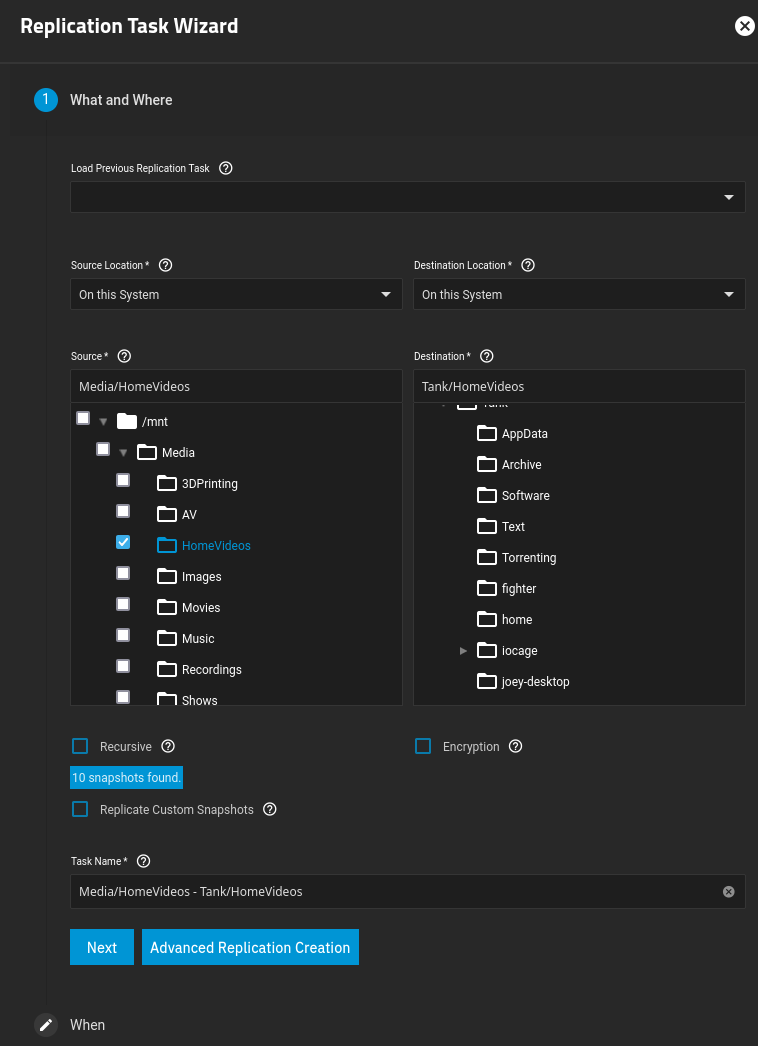 Replication Task Wizard
1 What and Where
Load Previous Replication Task
Source Location *
Destination Location *
On this System
On this System
Source *
Destination *
Media/HomeVideos
Tank/HomeVideos
/mnt
Media
3DPrinting
AV
HomeVideos
Images
Movies
Music
Recordings
Shows
Tank
AppData
Archive
Software
Text
Torrenting
fighter
home
iocage
joey-desktop
Recursive
Encryption
10 snapshots found.
Replicate Custom Snapshots
Task Name *
Media/HomeVideos - Tank/HomeVideos
Next
Advanced Replication Creation
When